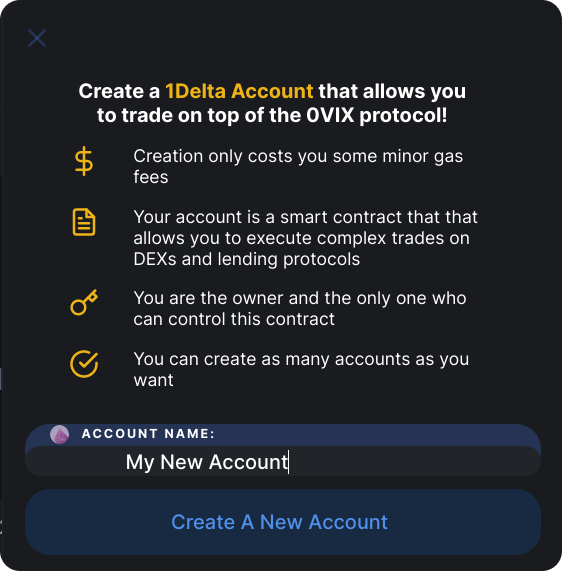 Create a 1Delta Account that allows you
to trade on top of the 0VIX protocol!
Creation only costs you some minor gas
fees
Your account is a smart contract that that
allows you to execute complex trades on
DEXs and lending protocols
You are the owner and the only one who
can control this contract
You can create as many accounts as you
want
ACCOUNT NAME:
My New Account
Create A New Account